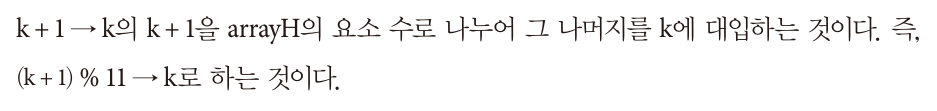 k + 1 → k의 k + 1을 arrayH의 요소 수로 나누어 그 나머지를 k에 대입하는 것이다. 즉,
(k + 1) % 11 → k로 하는 것이다.